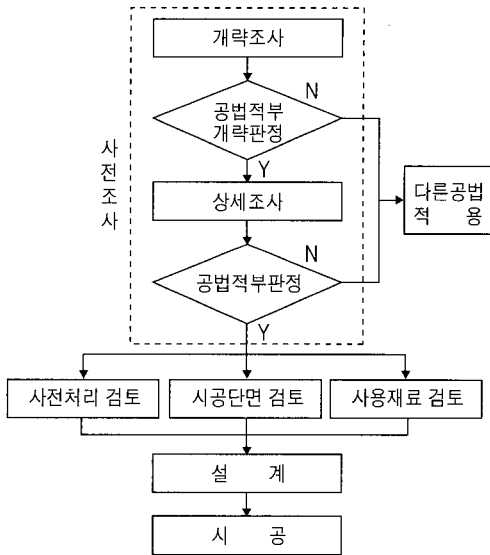 개략조사
N
공법적부
개략판정
Y
사전조사
상세조사
다른공법
적 용
N
공법적부판정
Y
사전처리 검토
시공단면 검토
사용재료 검토
설 계
시 공